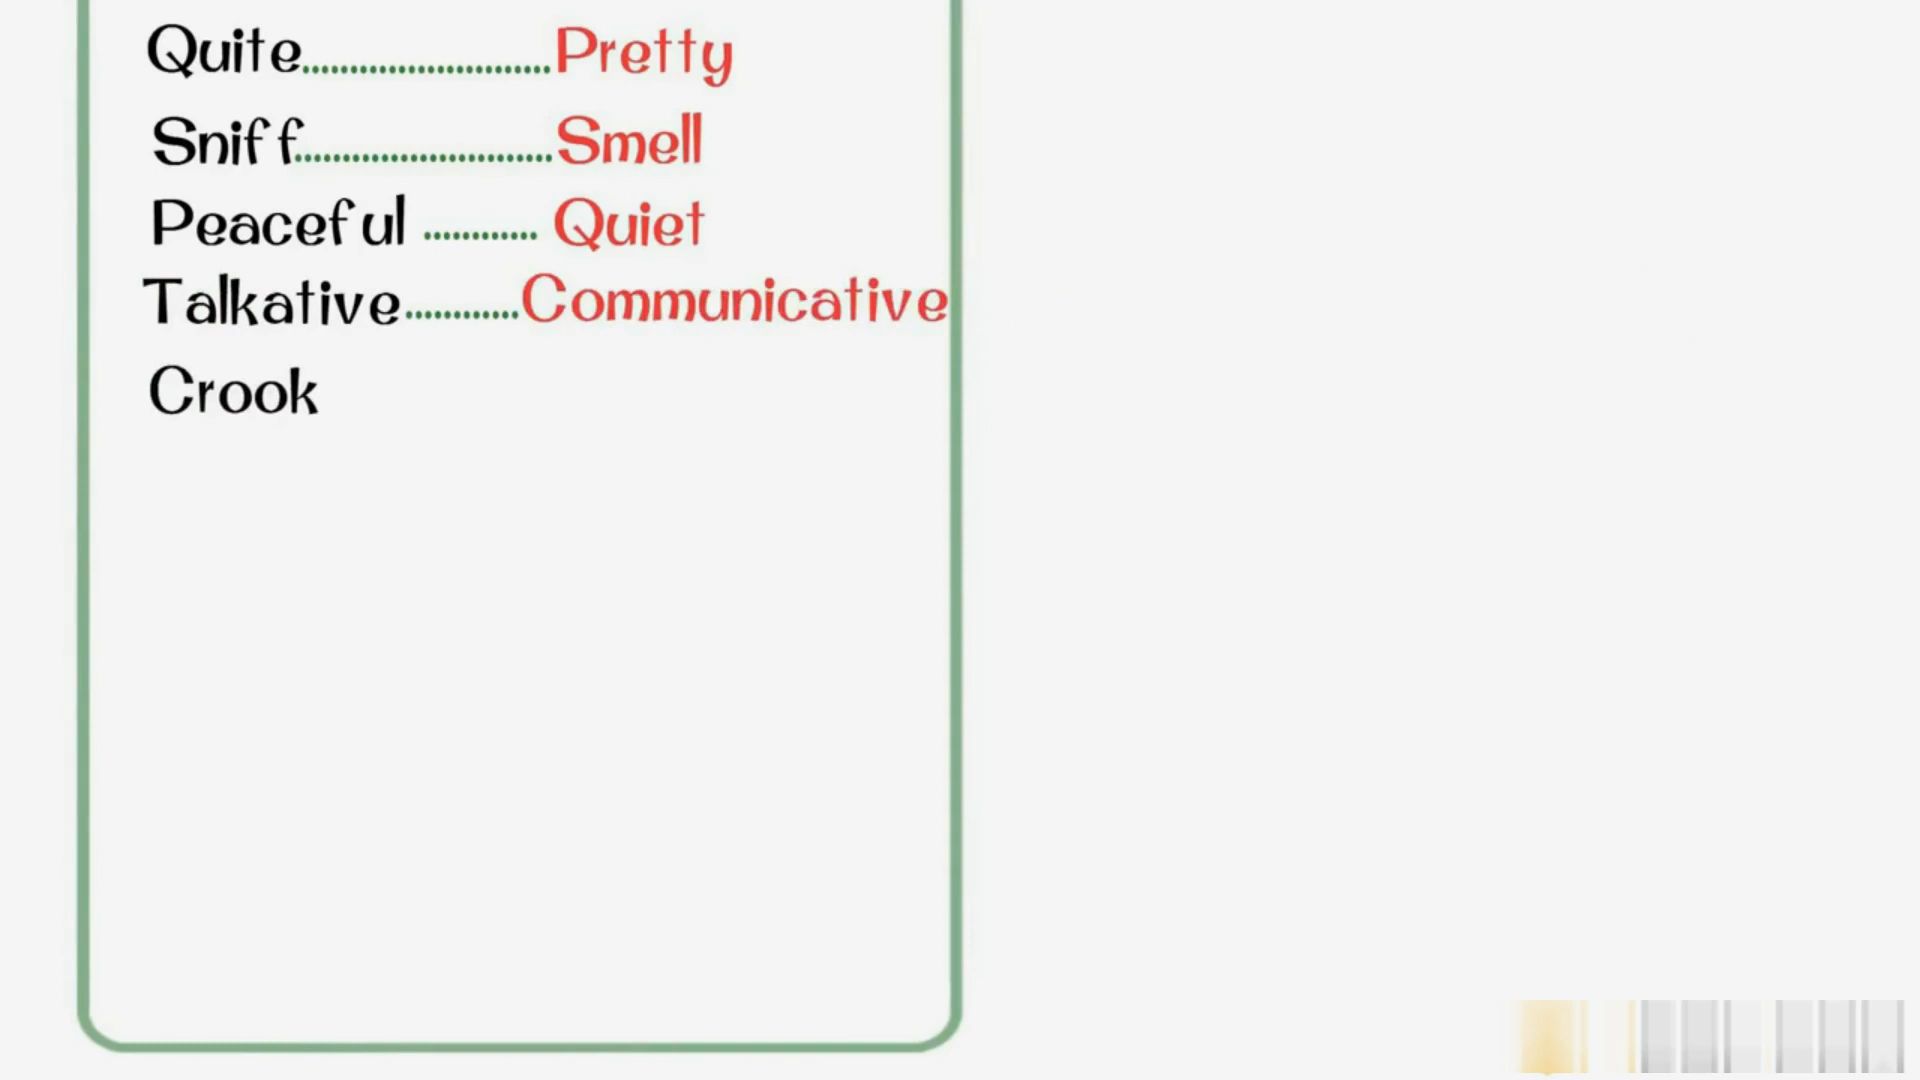 Quite..........................Pretty
Sniff...........................Smell
Peaceful ............ Quiet
Talkative............Communicative
Crook